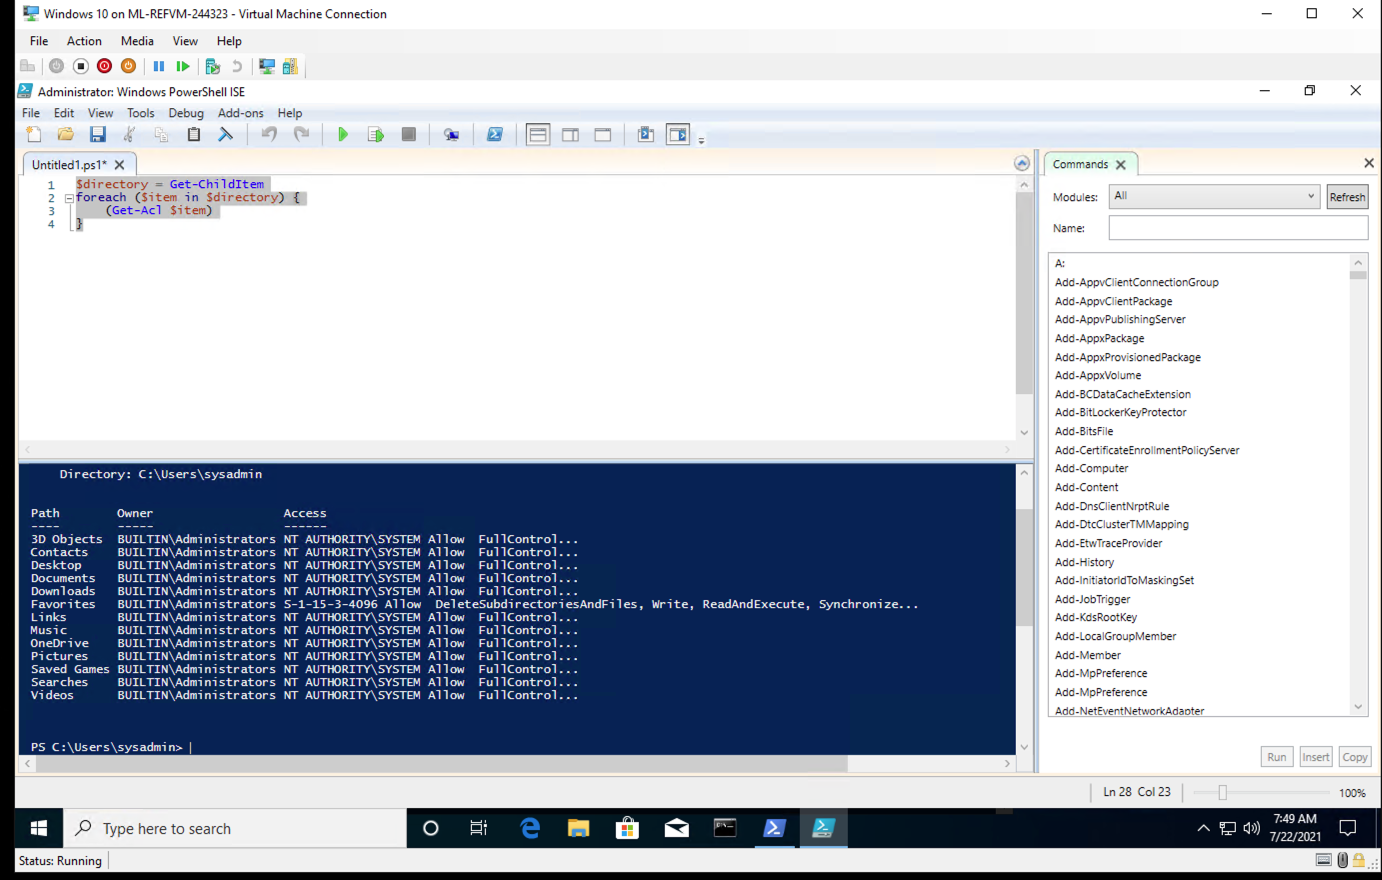 Windows 10 on ML-REFVM-244323 - Virtual Machine Connection
File Action Media View Help
Administrator: Windows PowerShell ISE
File Edit View Tools Debug Add-ons Help
Untitled1.ps1* X
1 $directory = Get-ChildItem
2 foreach ($item in $directory) {
3 (Get-Acl $item)
4 }
Directory: C:\Users\sysadmin
Path Owner Access
---- ----- ------
3D Objects BUILTIN\Administrators NT AUTHORITY\SYSTEM Allow FullControl...
Contacts BUILTIN\Administrators NT AUTHORITY\SYSTEM Allow FullControl...
Desktop BUILTIN\Administrators NT AUTHORITY\SYSTEM Allow FullControl...
Documents BUILTIN\Administrators NT AUTHORITY\SYSTEM Allow FullControl...
Downloads BUILTIN\Administrators NT AUTHORITY\SYSTEM Allow FullControl...
Favorites BUILTIN\Administrators S-1-15-3-4096 Allow DeleteSubdirectoriesAndFiles, Write, ReadAndExecute, Synchronize...
Links BUILTIN\Administrators NT AUTHORITY\SYSTEM Allow FullControl...
Music BUILTIN\Administrators NT AUTHORITY\SYSTEM Allow FullControl...
OneDrive BUILTIN\Administrators NT AUTHORITY\SYSTEM Allow FullControl...
Pictures BUILTIN\Administrators NT AUTHORITY\SYSTEM Allow FullControl...
Saved Games BUILTIN\Administrators NT AUTHORITY\SYSTEM Allow FullControl...
Searches BUILTIN\Administrators NT AUTHORITY\SYSTEM Allow FullControl...
Videos BUILTIN\Administrators NT AUTHORITY\SYSTEM Allow FullControl...
PS C:\Users\sysadmin>
Commands X
Modules: All Refresh
Name:
A:
Add-AppvClientConnectionGroup
Add-AppvClientPackage
Add-AppvPublishingServer
Add-AppxPackage
Add-AppxProvisionedPackage
Add-AppxVolume
Add-BCDataCacheExtension
Add-BitLockerKeyProtector
Add-BitsFile
Add-CertificateEnrollmentPolicyServer
Add-Computer
Add-Content
Add-DnsClientNrptRule
Add-DtcClusterTMMapping
Add-EtwTraceProvider
Add-History
Add-InitiatorIdToMaskingSet
Add-JobTrigger
Add-KdsRootKey
Add-LocalGroupMember
Add-Member
Add-MpPreference
Add-MpPreference
Add-NetEventNetworkAdapter
Run Insert Copy
Ln 28 Col 23 100%
Type here to search
7:49 AM
7/22/2021
Status: Running